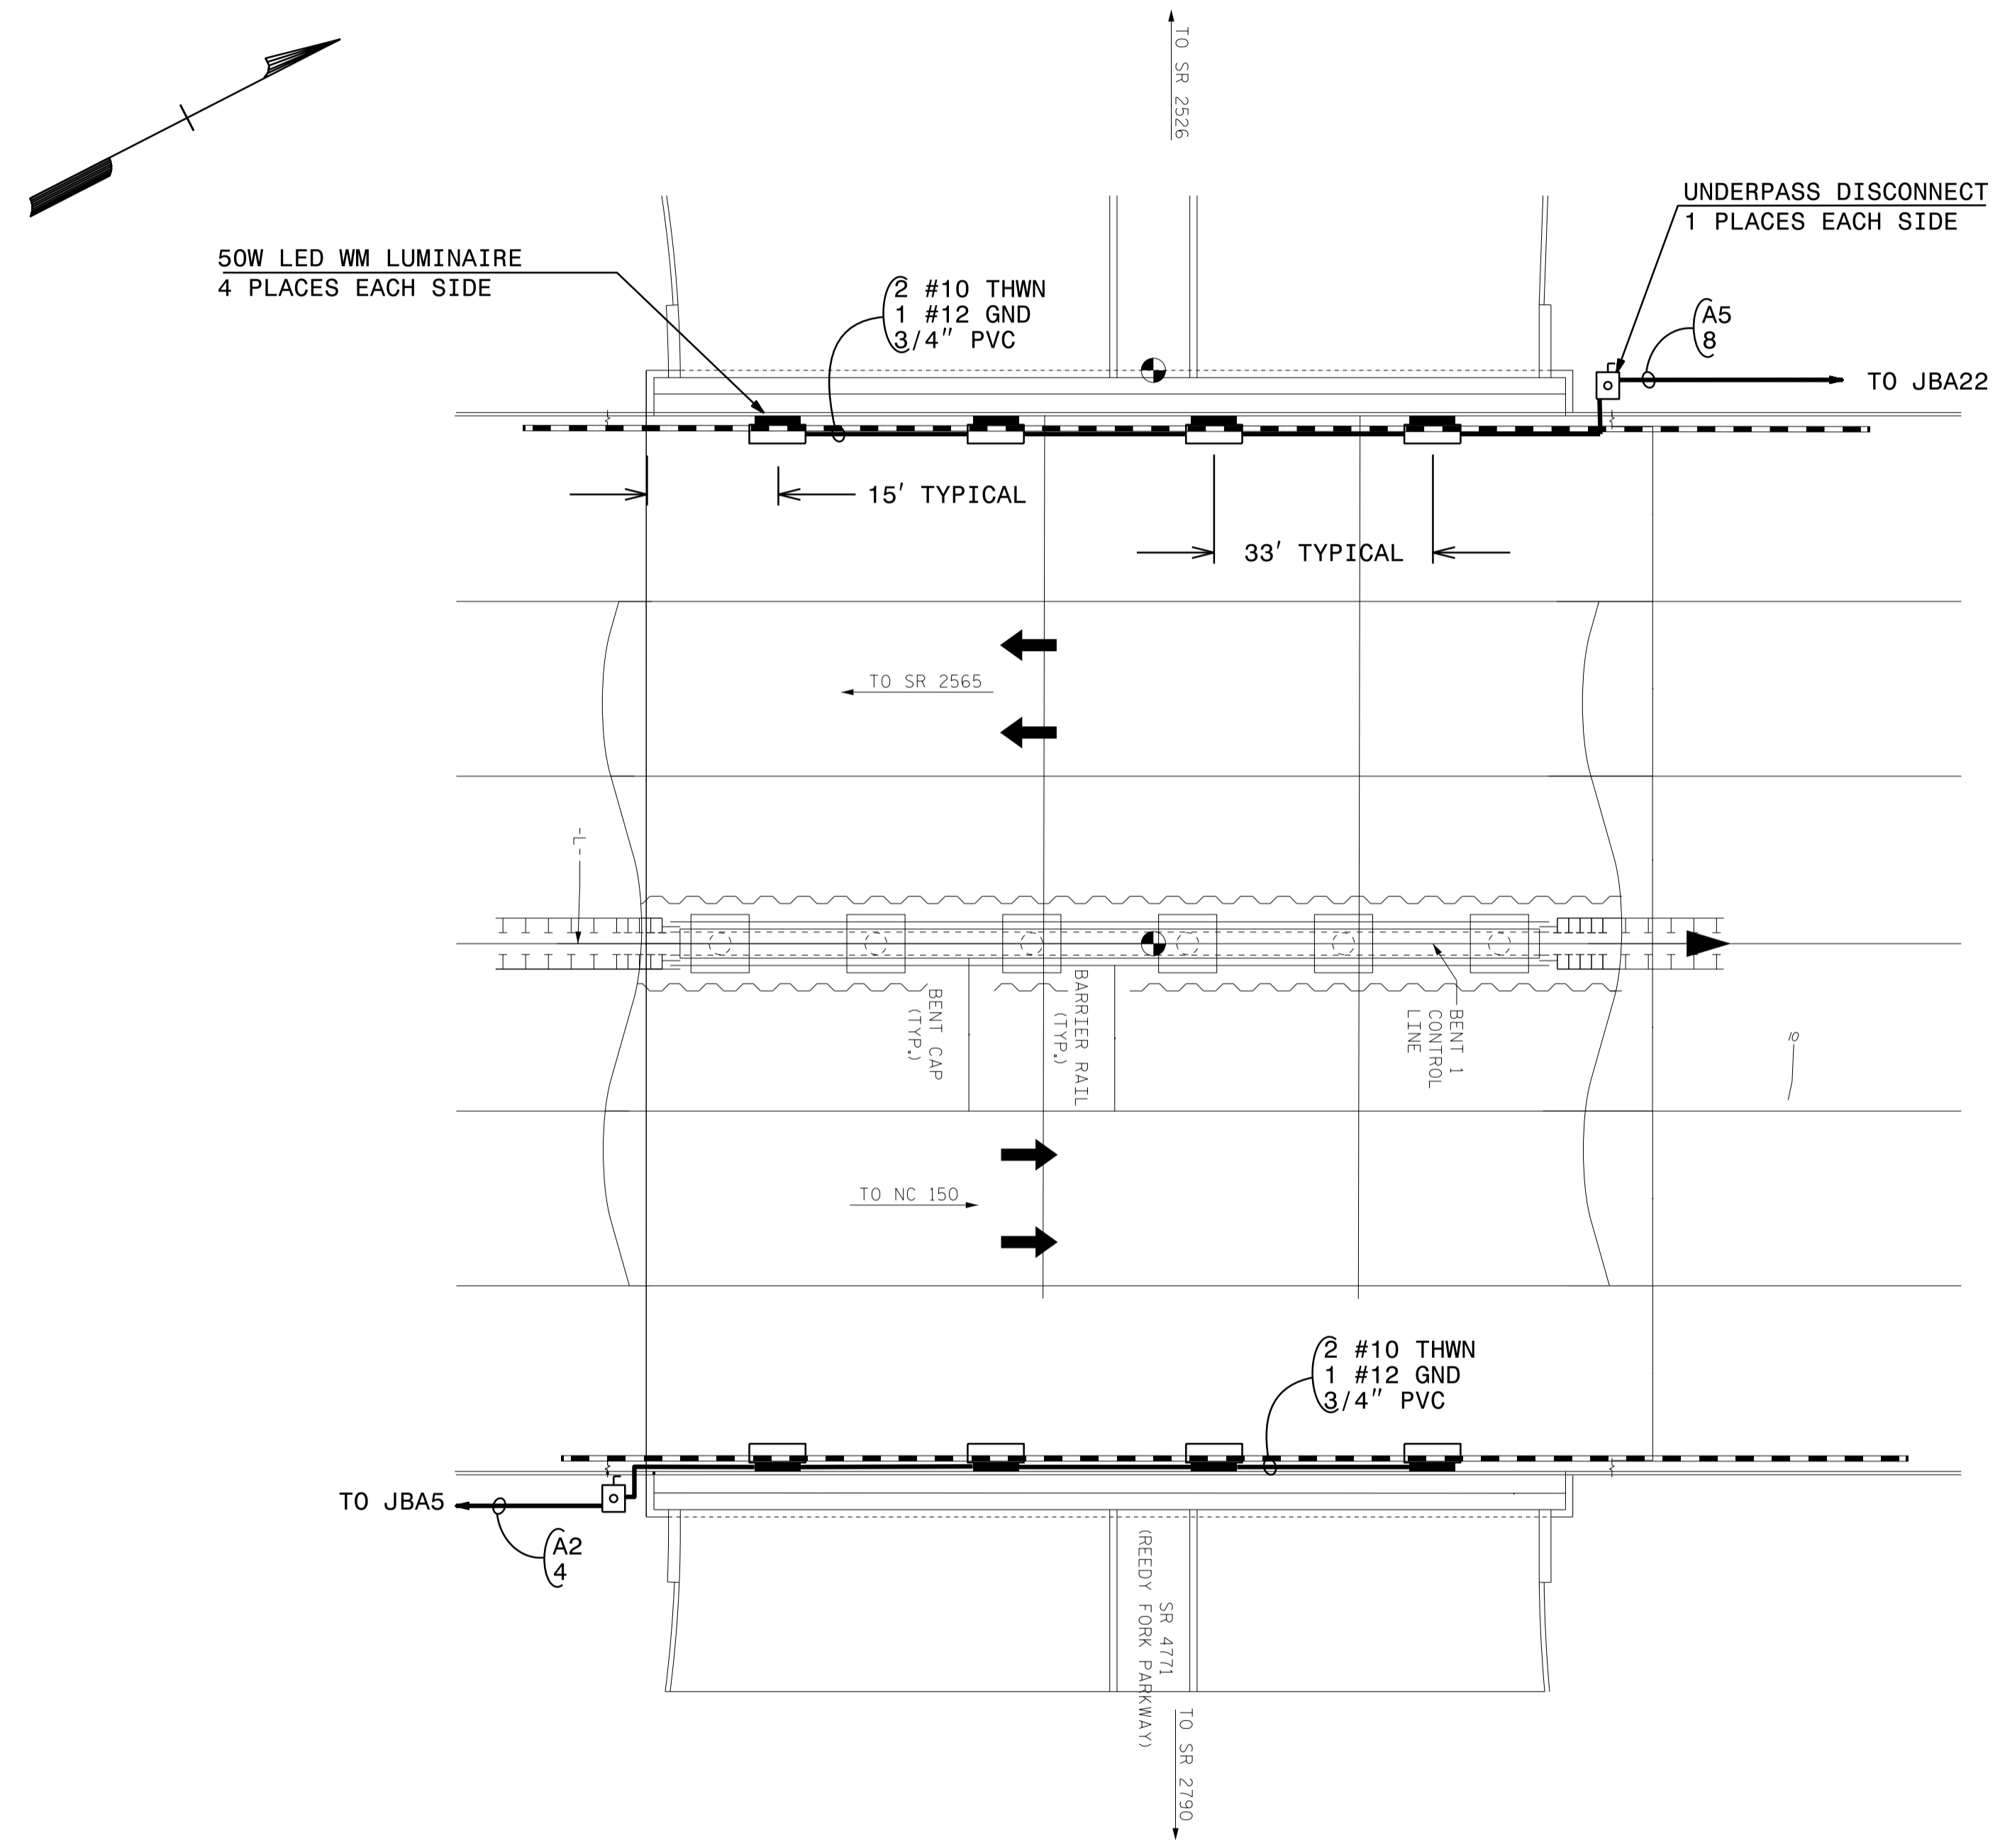 TO SR 2526
UNDERPASS DISCONNECT
1 PLACES EACH SIDE
50W LED WM LUMINAIRE
4 PLACES EACH SIDE
2 #10 THWN
1 #12 GND
3/4" PVC
A5
8
TO JBA22
15' TYPICAL
33' TYPICAL
TO SR 2565
-L-
BENT CAP
(TYP.)
BARRIER RAIL
(TYP.)
BENT 1
CONTROL
LINE
10
TO NC 150
2 #10 THWN
1 #12 GND
3/4" PVC
TO JBA5
A2
4
SR 4771
(REEDY FORK PARKWAY)
TO SR 2790